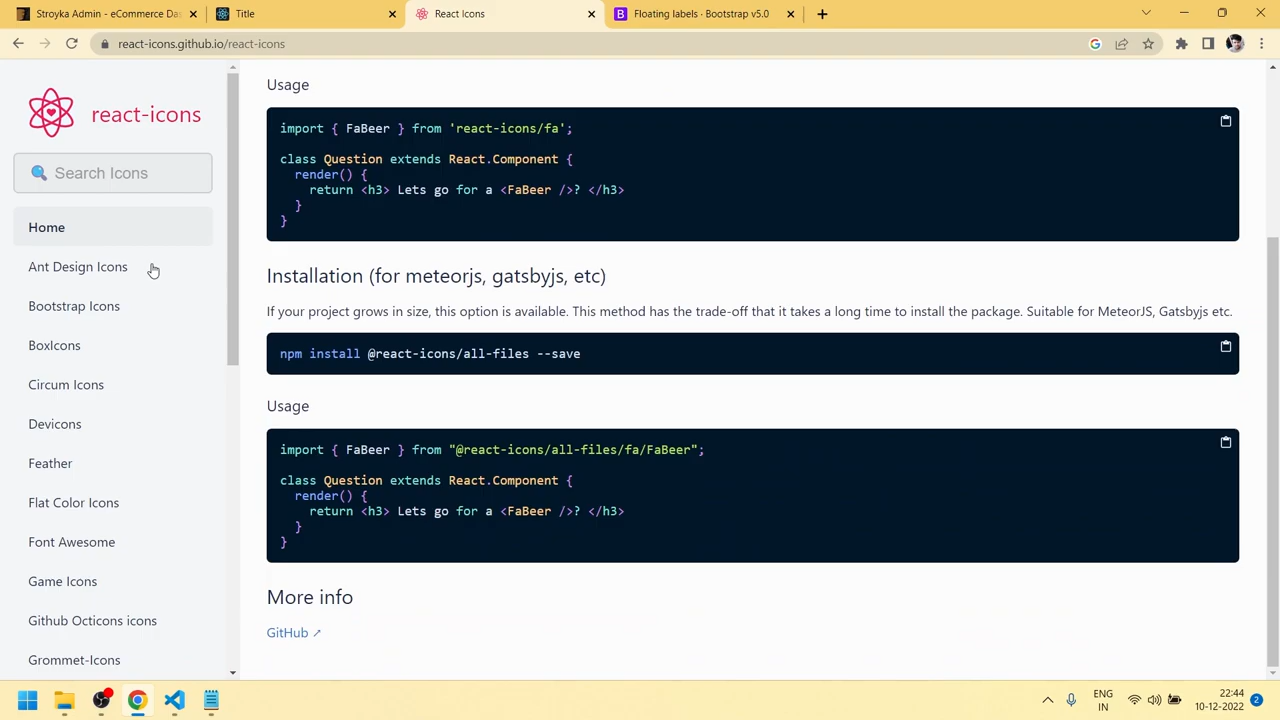 Stroyka Admin - eCommerce Das
Title
React Icons
Floating labels · Bootstrap v5.0
react-icons.github.io/react-icons
react-icons
Search Icons
Home
Ant Design Icons
Bootstrap Icons
BoxIcons
Circum Icons
Devicons
Feather
Flat Color Icons
Font Awesome
Game Icons
Github Octicons icons
Grommet-Icons
Usage
import { FaBeer } from 'react-icons/fa';
class Question extends React.Component {
render() {
return <h3> Lets go for a <FaBeer />? </h3>
}
}
Installation (for meteorjs, gatsbyjs, etc)
If your project grows in size, this option is available. This method has the trade-off that it takes a long time to install the package. Suitable for MeteorJS, Gatsbyjs etc.
npm install @react-icons/all-files --save
Usage
import { FaBeer } from "@react-icons/all-files/fa/FaBeer";
class Question extends React.Component {
render() {
return <h3> Lets go for a <FaBeer />? </h3>
}
}
More info
GitHub ↗
ENG
IN
22:44
10-12-2022
2